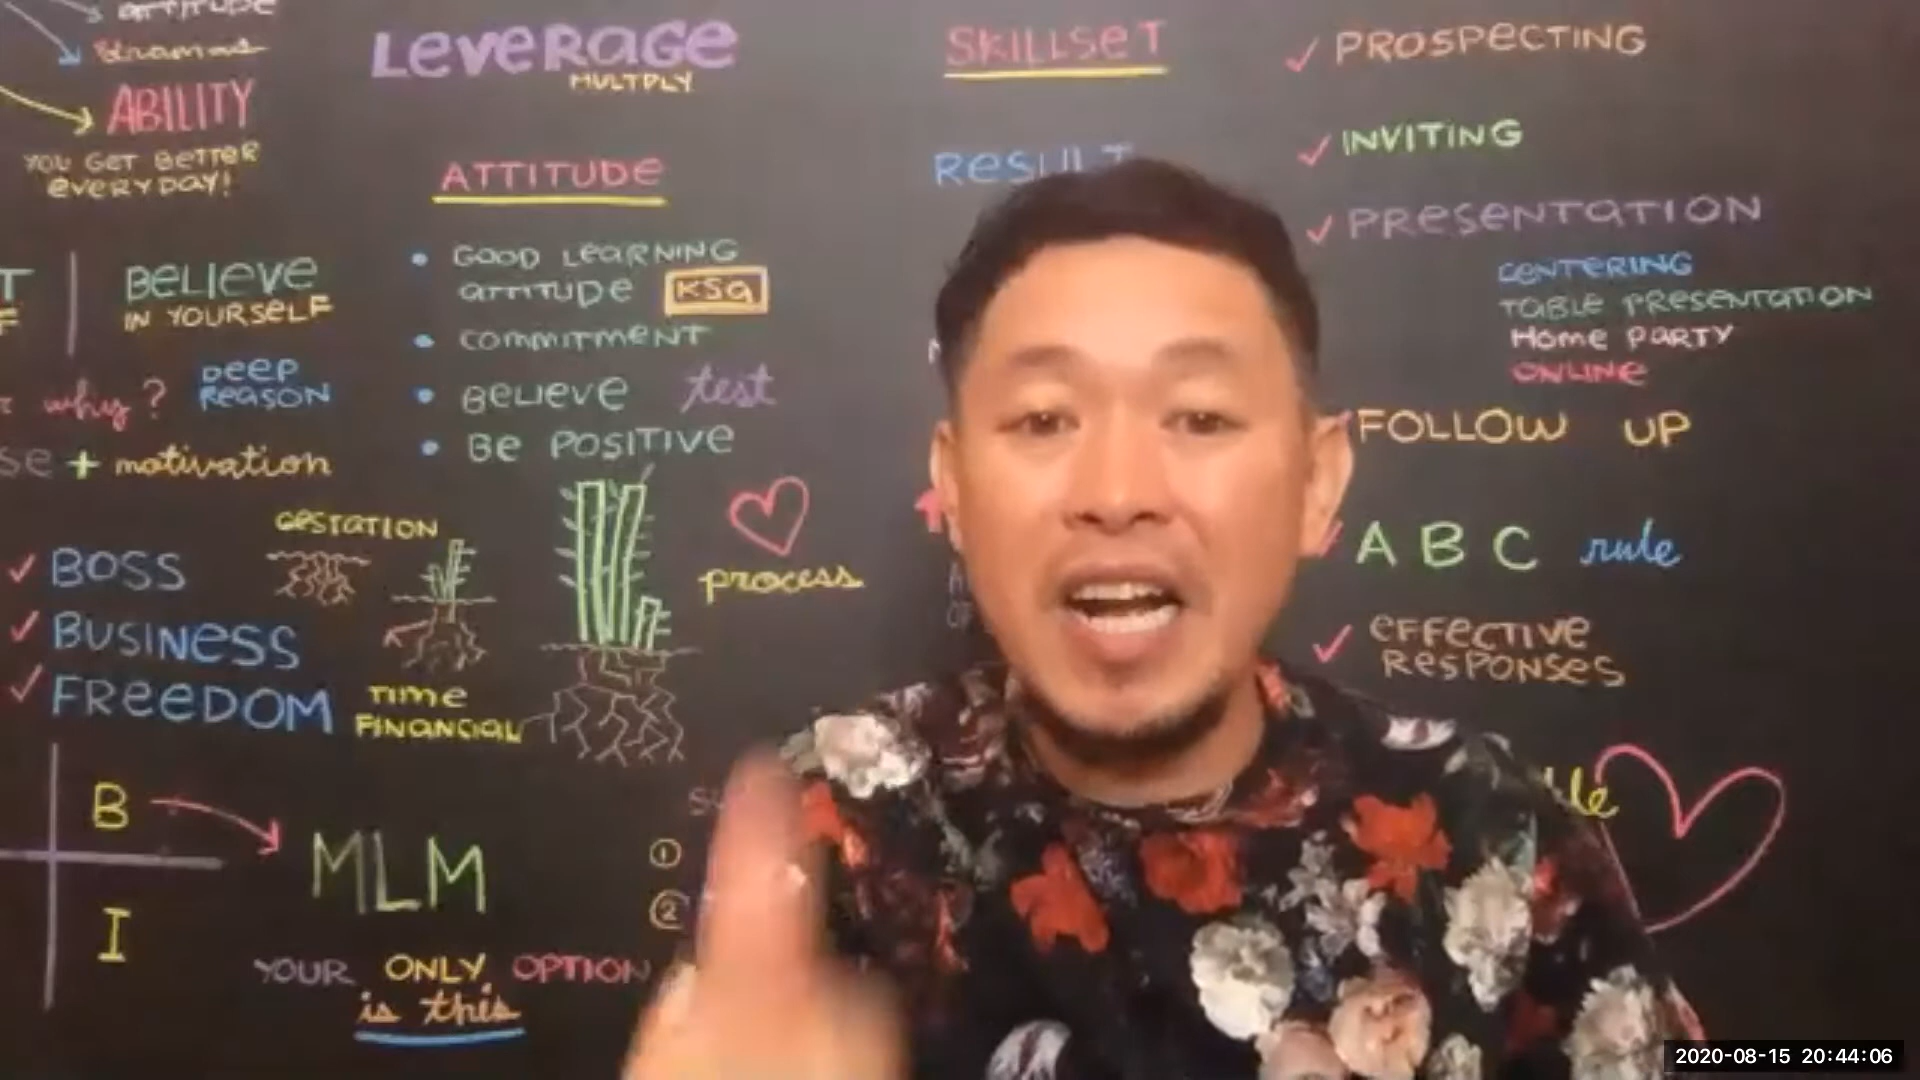 ATTITUDE
ABILITY
YOU GET BETTER
EVERYDAY!
BELIEVE
IN YOURSELF
why?
DEEP
REASON
+ motivation
GESTATION
BOSS
BUSINESS
FREEDOM
TIME
FINANCIAL
B
I
MLM
YOUR ONLY OPTION
is this
LEVERAGE
MULTPLY
ATTITUDE
GOOD LEARNING
ATTITUDE KSa
COMMITMENT
BELIEVE test
BE POSITIVE
process
1
2
SKILLSET
RESULT
PROSPECTING
INVITING
PRESENTATION
CENTERING
TABLE PRESENTATION
HOME PARTY
ONLINE
FOLLOW UP
A B C rule
EFFECTIVE
RESPONSES
2020-08-15 20:44:06